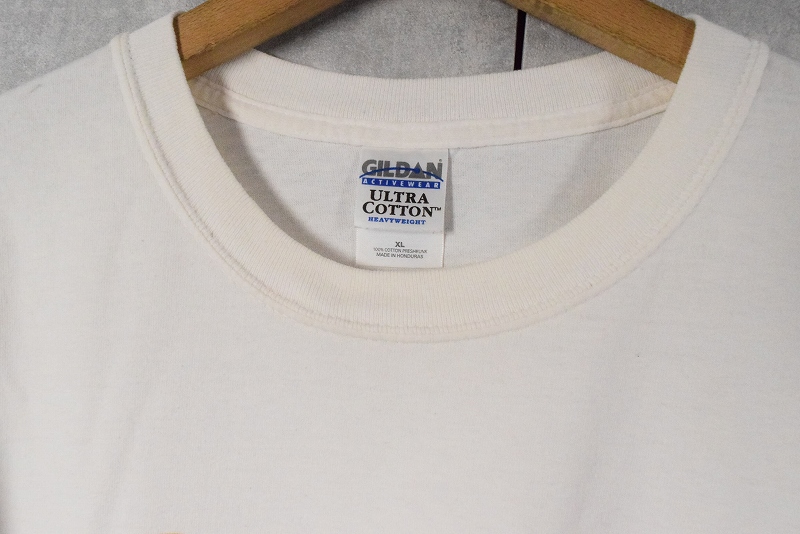 GILDAN®
ACTIVEWEAR
ULTRA
COTTON™
HEAVYWEIGHT
XL
100% COTTON PRESHRUNK
MADE IN HONDURAS